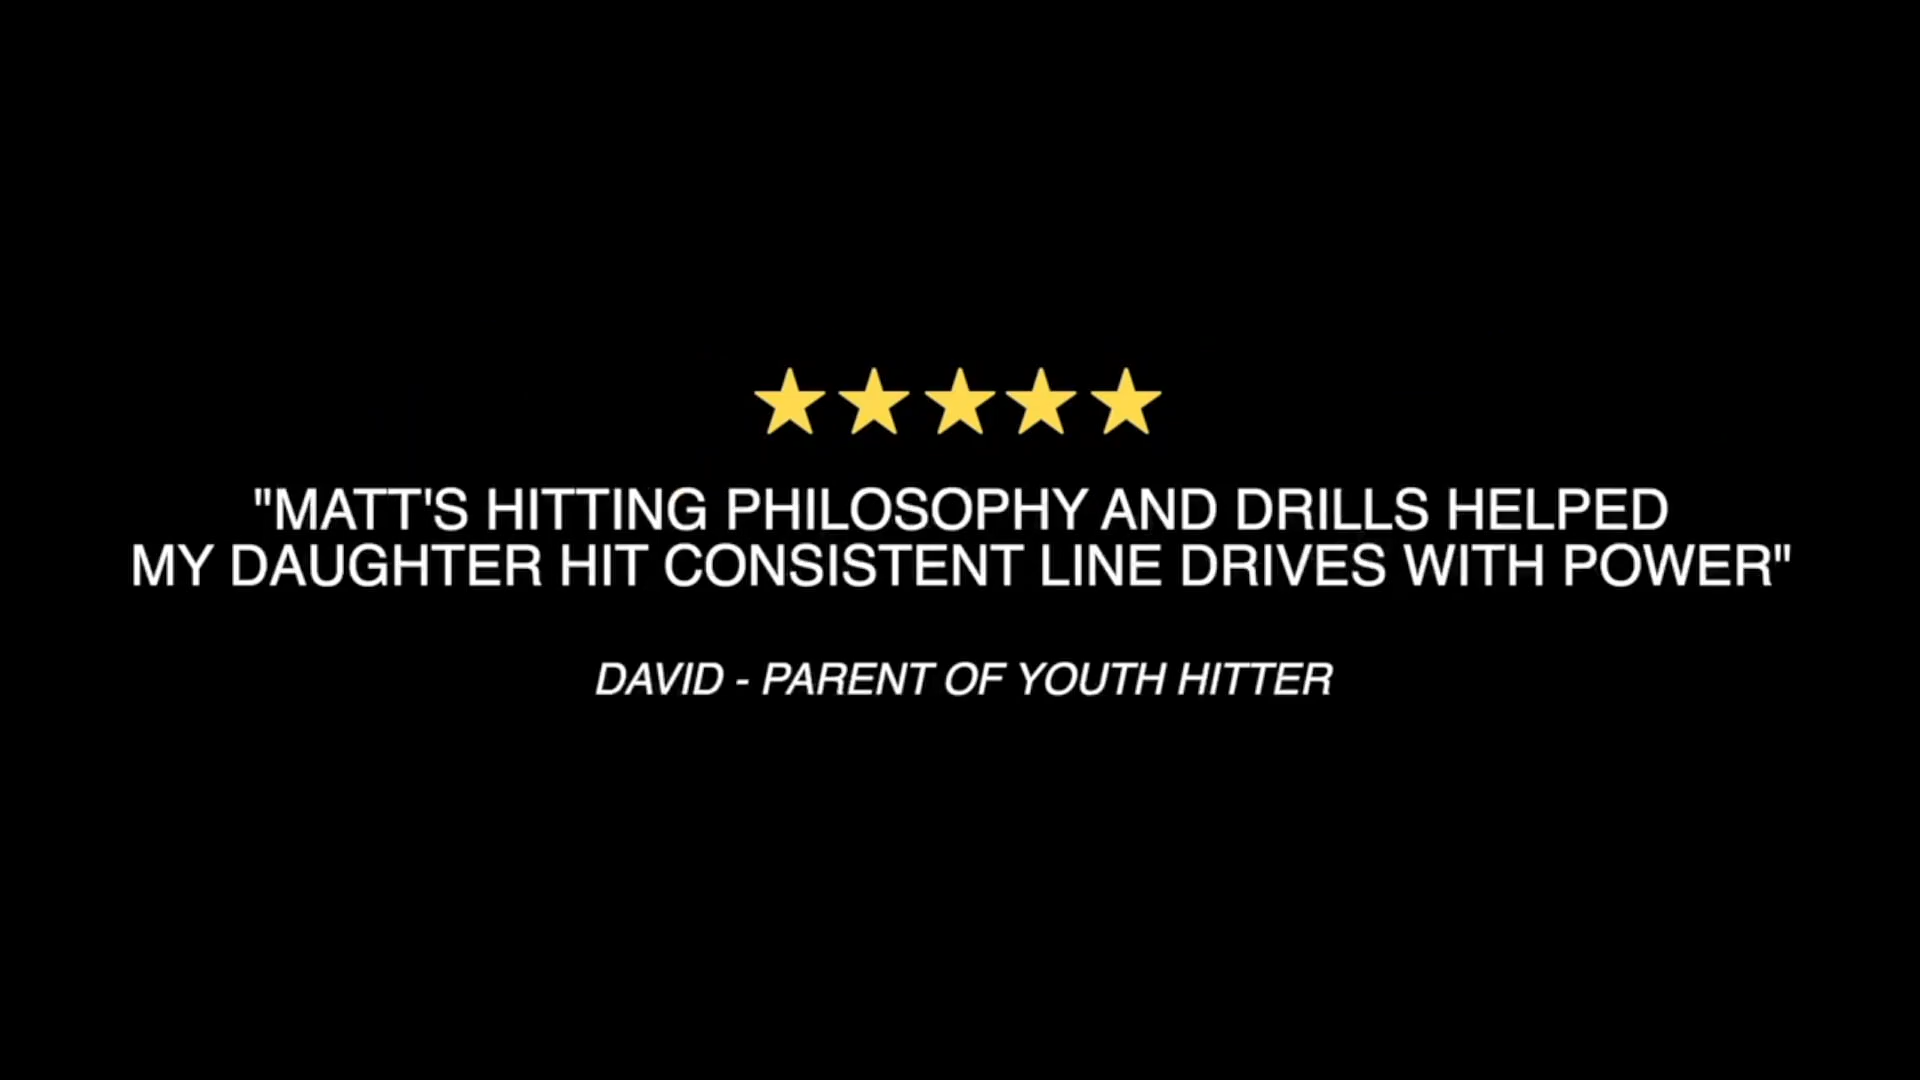 "MATT'S HITTING PHILOSOPHY AND DRILLS HELPED
MY DAUGHTER HIT CONSISTENT LINE DRIVES WITH POWER"
DAVID - PARENT OF YOUTH HITTER